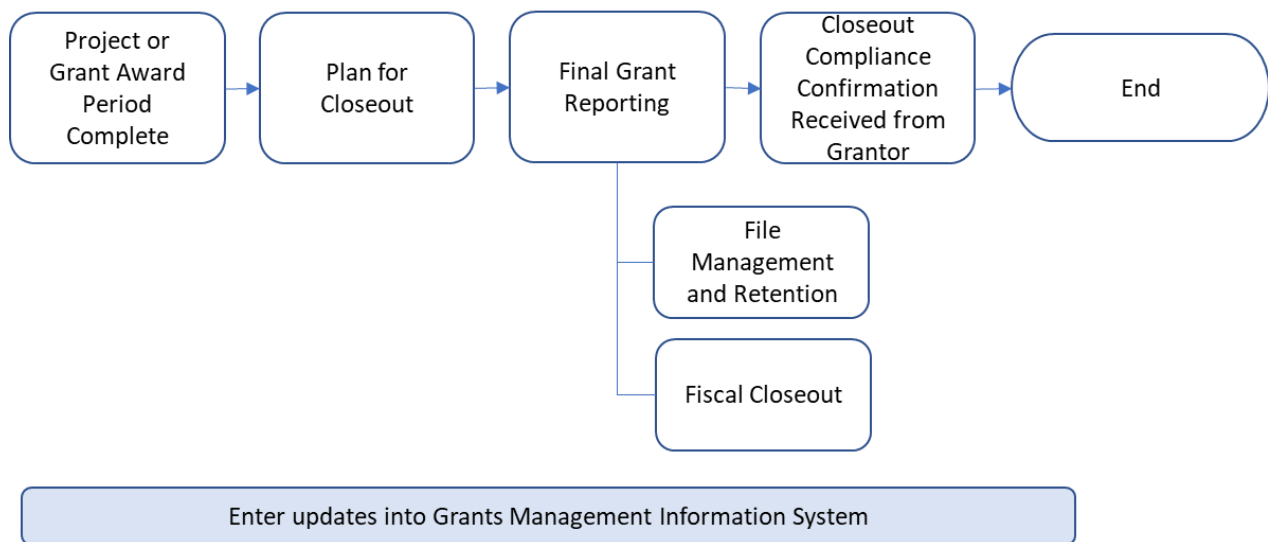 Project or
Grant Award
Period
Complete
Plan for
Closeout
Final Grant
Reporting
Closeout
Compliance
Confirmation
Received from
Grantor
End
File
Management
and Retention
Fiscal Closeout
Enter updates into Grants Management Information System